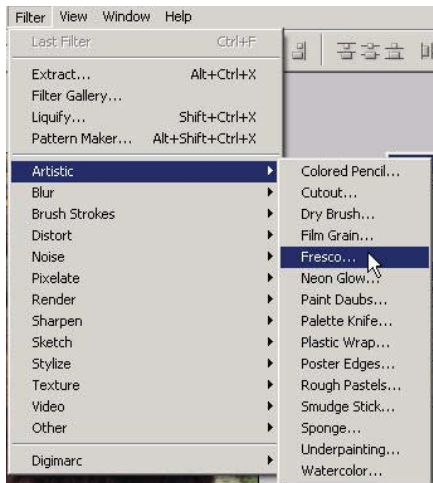 Filter View Window Help
Last Filter Ctrl+F
Extract... Alt+Ctrl+X
Filter Gallery...
Liquify... Shift+Ctrl+X
Pattern Maker... Alt+Shift+Ctrl+X
Artistic
Blur
Brush Strokes
Distort
Noise
Pixelate
Render
Sharpen
Sketch
Stylize
Texture
Video
Other
Digimarc
Colored Pencil...
Cutout...
Dry Brush...
Film Grain...
Fresco...
Neon Glow...
Paint Daubs...
Palette Knife...
Plastic Wrap...
Poster Edges...
Rough Pastels...
Smudge Stick...
Sponge...
Underpainting...
Watercolor...